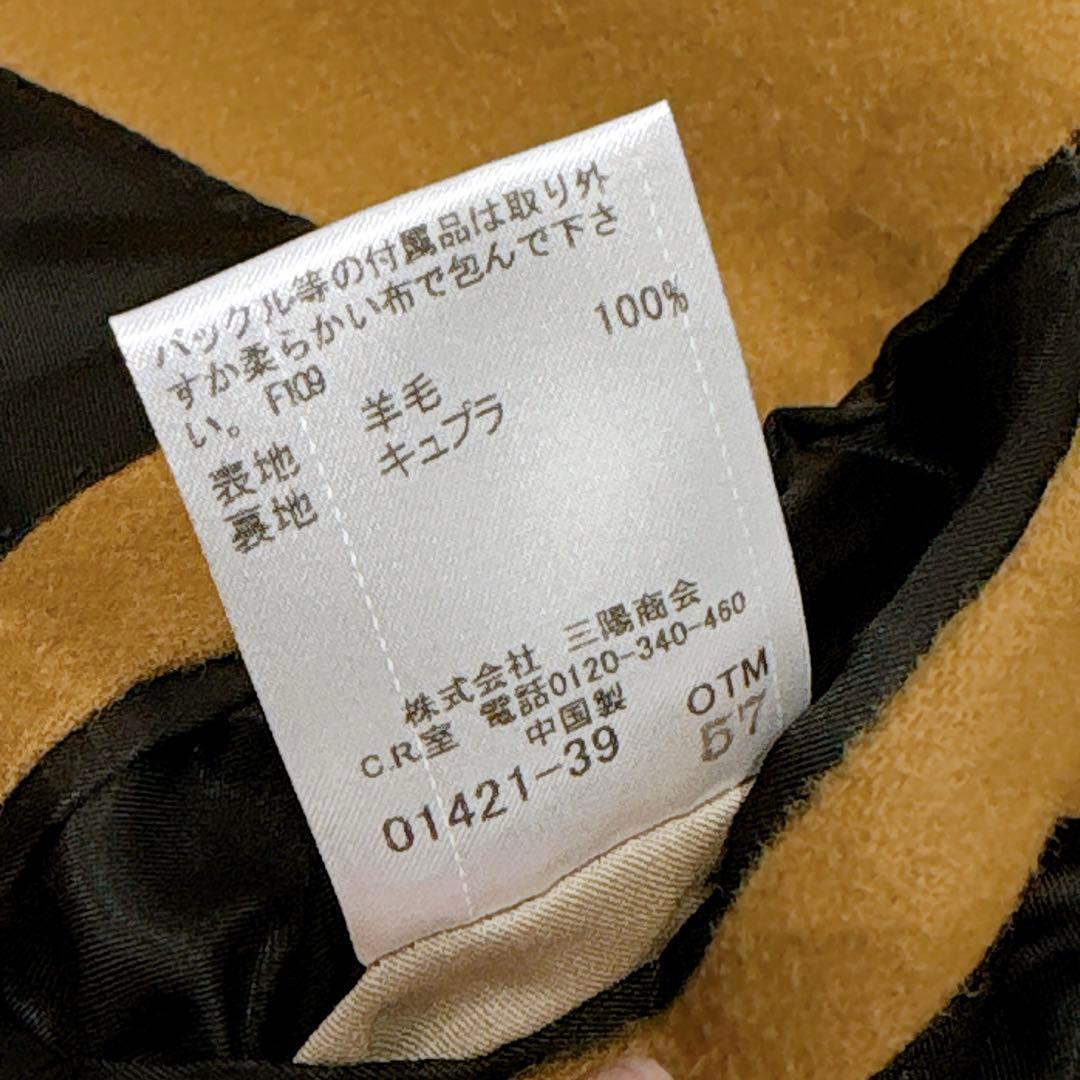 バックル等の付属品は取り外
すか柔らかい布で包んで下さ
い。 F109
表地 羊毛 100%
裏地 キュプラ
株式会社 三陽商会
C.R.室 電話0120-340-460
中国製 OTM
01421-39 57